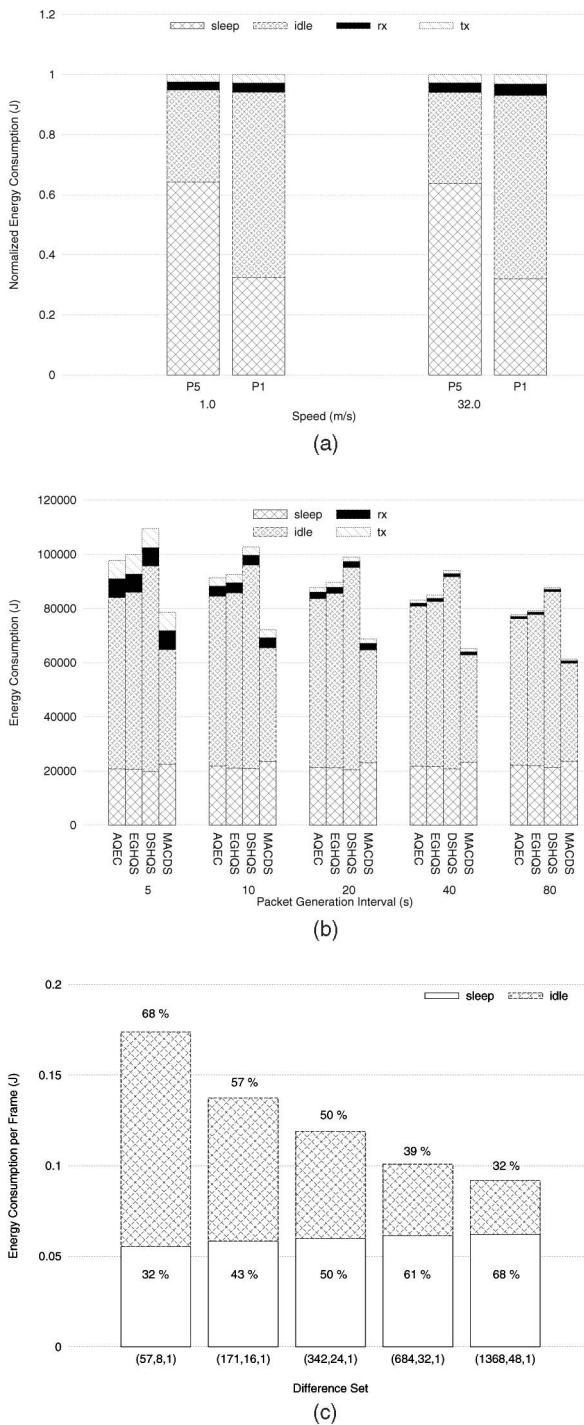 1.2
sleep idle rx tx
1
0.8
0.6
0.4
0.2
0
Normalized Energy Consumption (J)
P5 P1 P5 P1
1.0 32.0
Speed (m/s)
(a)
120000
sleep rx
idle tx
100000
80000
60000
40000
20000
0
Energy Consumption (J)
AQEC EGHQS DSHQS MACDS AQEC EGHQS DSHQS MACDS AQEC EGHQS DSHQS MACDS AQEC EGHQS DSHQS MACDS AQEC EGHQS DSHQS MACDS
5 10 20 40 80
Packet Generation Interval (s)
(b)
0.2
sleep idle
68 %
57 %
0.15
50 %
39 %
32 %
0.1
0.05
32 % 43 % 50 % 61 % 68 %
0
Energy Consumption per Frame (J)
(57,8,1) (171,16,1) (342,24,1) (684,32,1) (1368,48,1)
Difference Set
(c)